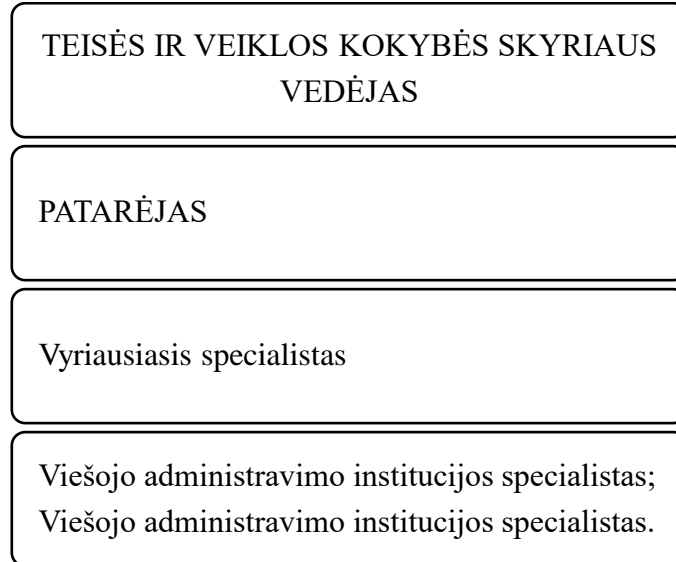 TEISĖS IR VEIKLOS KOKYBĖS SKYRIAUS
VEDĖJAS
PATARĖJAS
Vyriausiasis specialistas
Viešojo administravimo institucijos specialistas;
Viešojo administravimo institucijos specialistas.